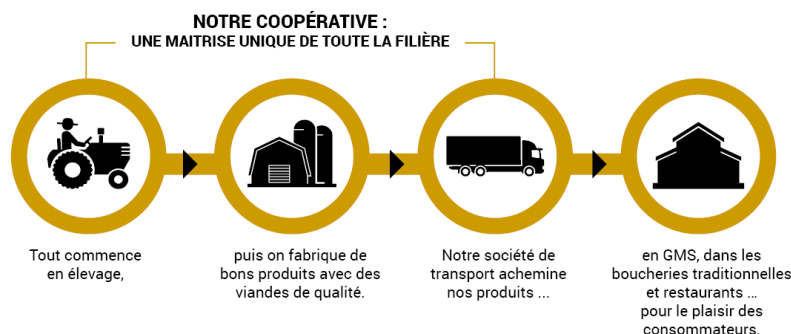 NOTRE COOPÉRATIVE :
UNE MAITRISE UNIQUE DE TOUTE LA FILIÈRE
Tout commence
en élevage,
puis on fabrique de
bons produits avec des
viandes de qualité.
Notre société de
transport achemine
nos produits ...
en GMS, dans les
boucheries traditionnelles
et restaurants ...
pour le plaisir des
consommateurs.